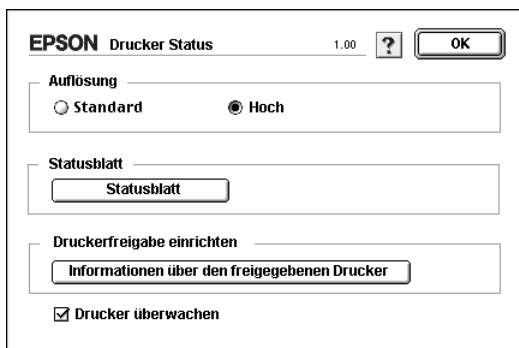 EPSON Drucker Status 1.00 ? OK
Auflösung
Standard Hoch
Statusblatt
Statusblatt
Druckerfreigabe einrichten
Informationen über den freigegebenen Drucker
Drucker überwachen